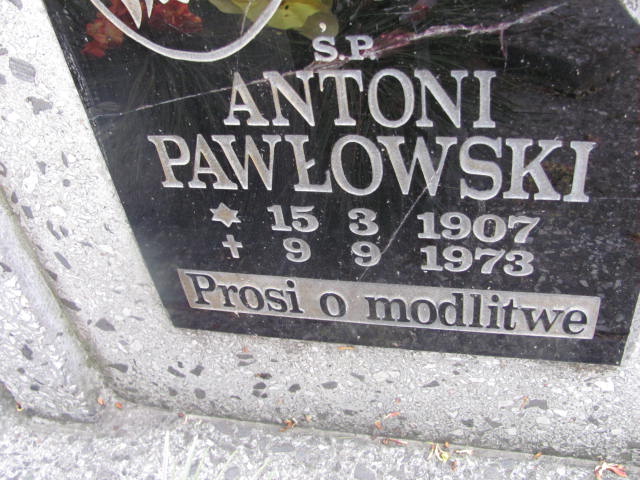 S.P.
ANTONI
PAWŁOWSKI
✡ 15 3 1907
✝ 9 9 1973
Prosi o modlitwe